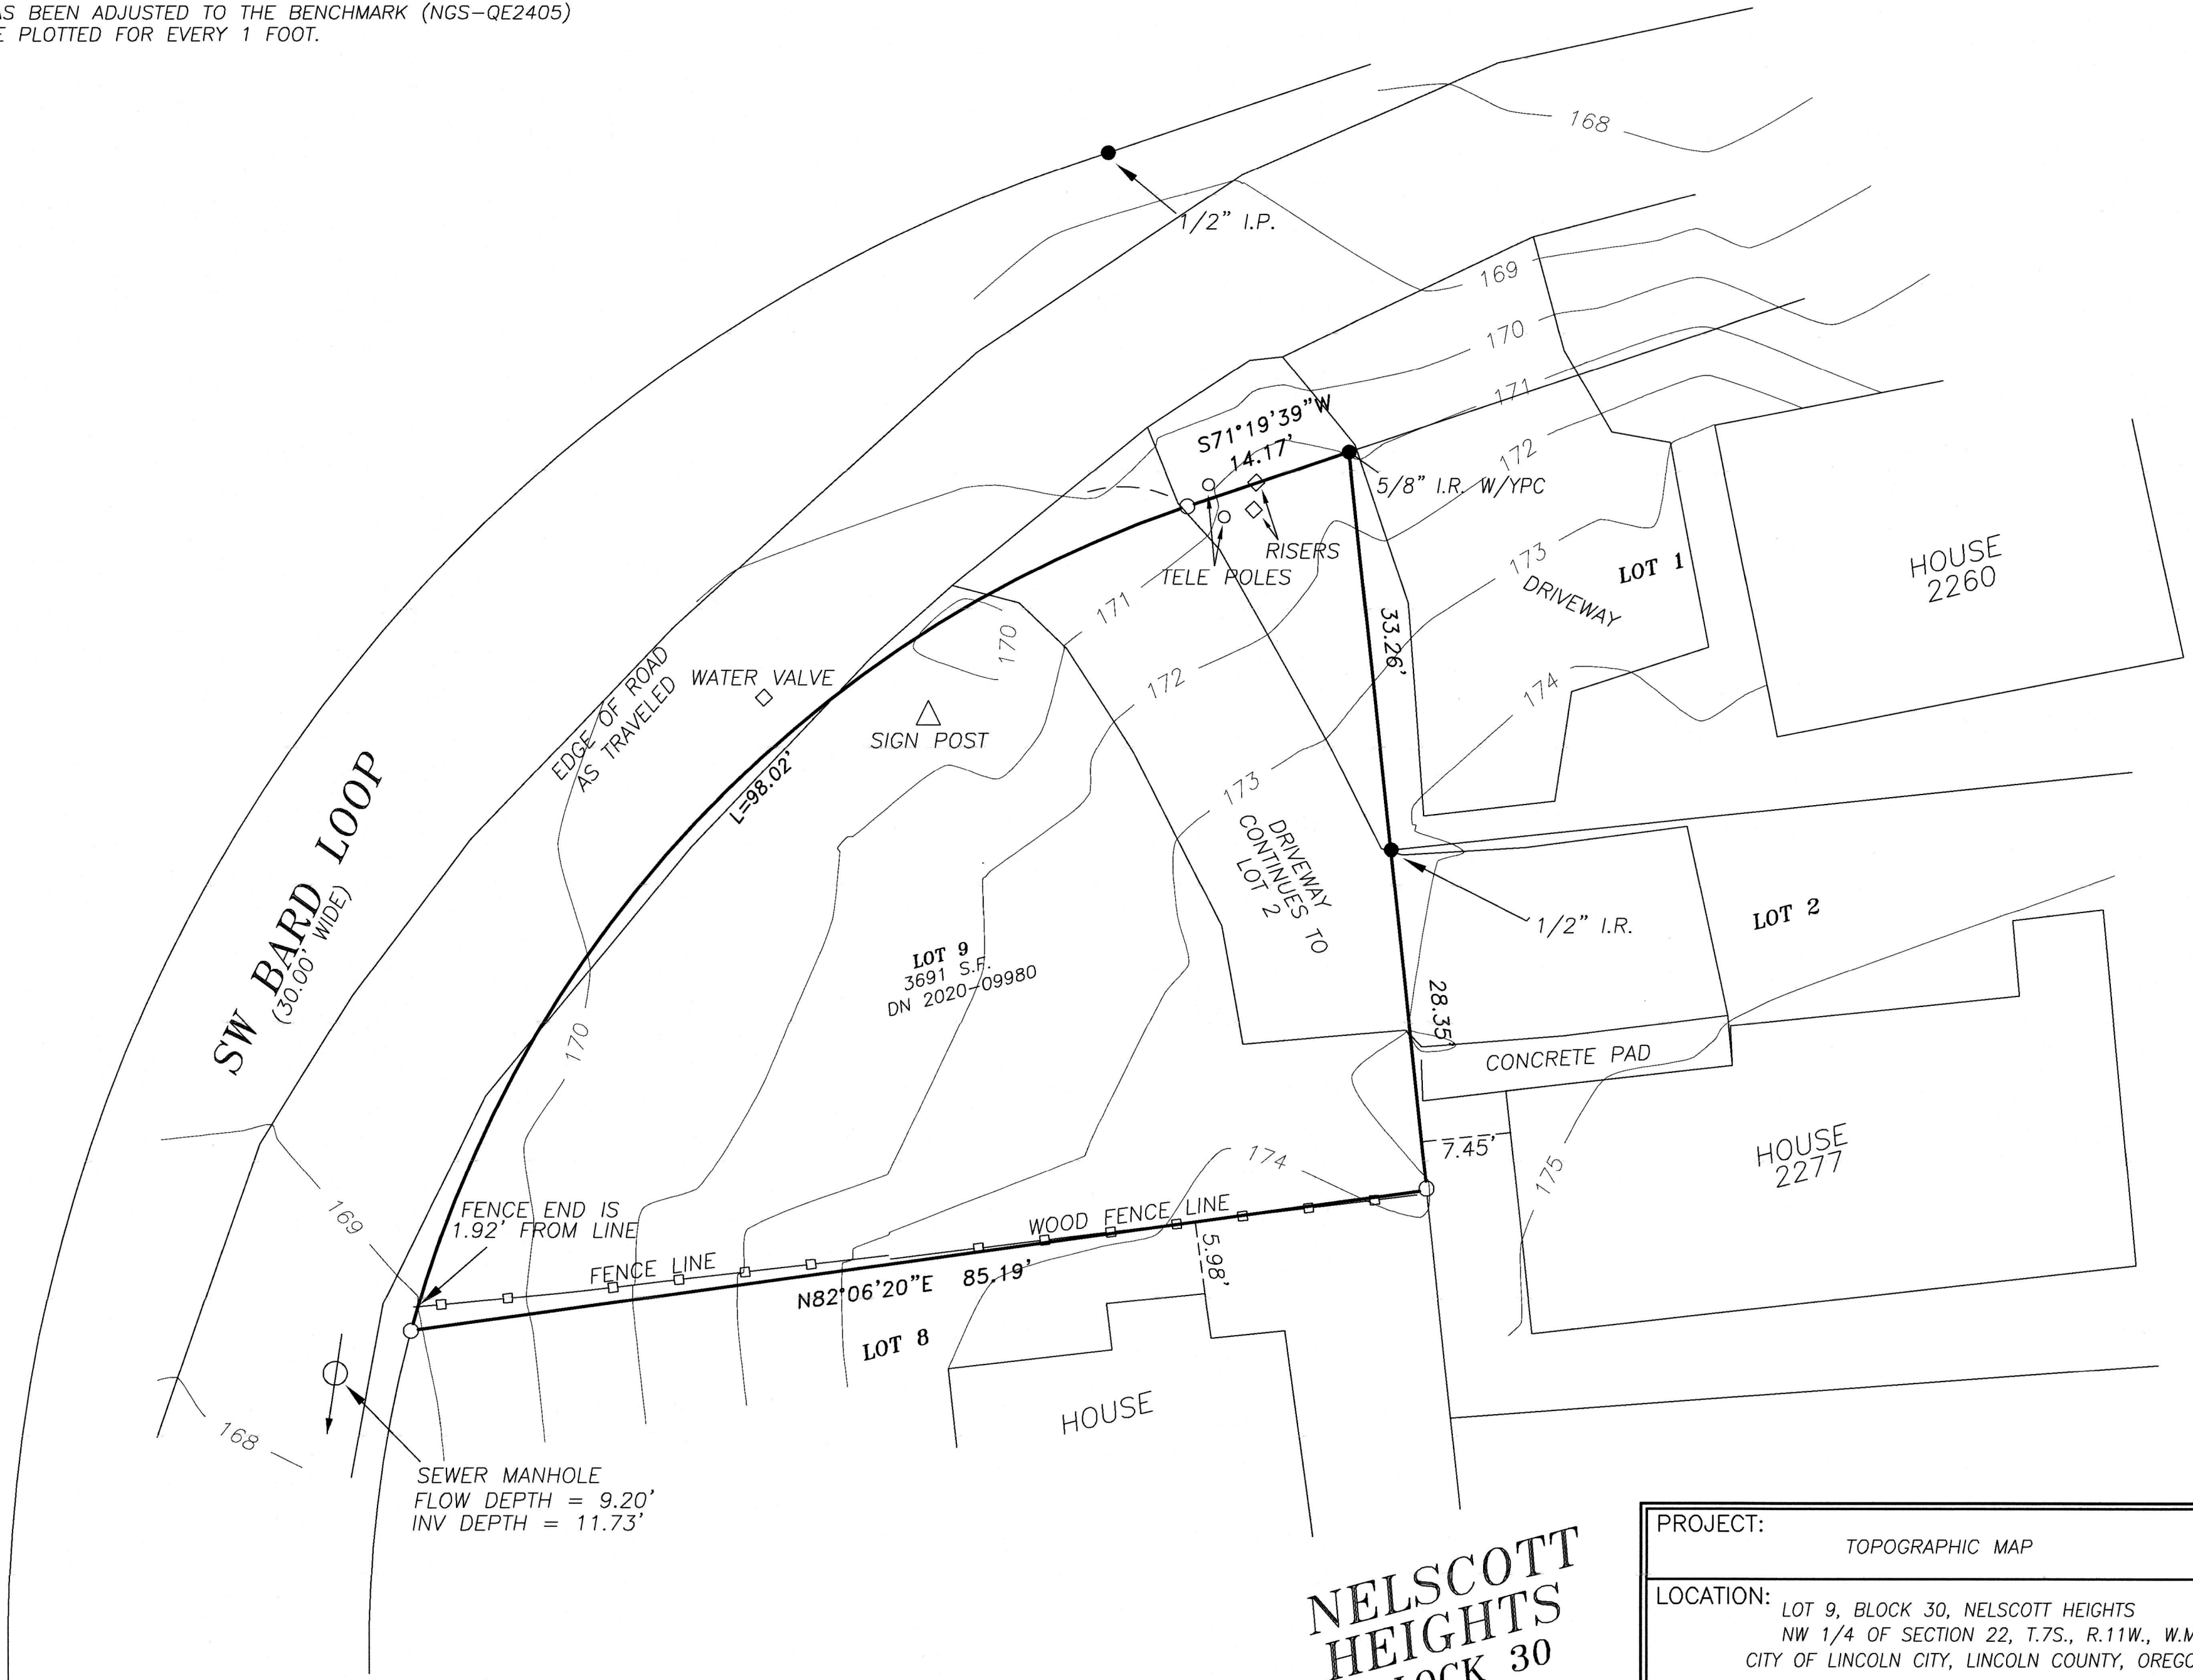 AS BEEN ADJUSTED TO THE BENCHMARK (NGS-QE2405)
E PLOTTED FOR EVERY 1 FOOT.
168
1/2" I.P.
169
170
171
172
S71°19'39"W
14.17'
5/8" I.R. W/YPC
RISERS
TELE POLES
173
DRIVEWAY
LOT 1
HOUSE
2260
171
170
33.26'
WATER VALVE
EDGE OF ROAD
AS TRAVELED
SIGN POST
172
174
L=98.02'
173
DRIVEWAY
CONTINUES TO
LOT 2
SW BARD LOOP
(30.00' WIDE)
LOT 9
3691 S.F.
DN 2020-09980
1/2" I.R.
LOT 2
28.35'
170
CONCRETE PAD
7.45'
HOUSE
2277
174
175
169
FENCE END IS
1.92' FROM LINE
WOOD FENCE LINE
FENCE LINE
5.98'
N82°06'20"E 85.19'
LOT 8
HOUSE
168
SEWER MANHOLE
FLOW DEPTH = 9.20'
INV DEPTH = 11.73'
NELSCOTT
HEIGHTS
LOCK 30
PROJECT:
TOPOGRAPHIC MAP
LOCATION:
LOT 9, BLOCK 30, NELSCOTT HEIGHTS
NW 1/4 OF SECTION 22, T.7S., R.11W., W.M
CITY OF LINCOLN CITY, LINCOLN COUNTY, OREGO